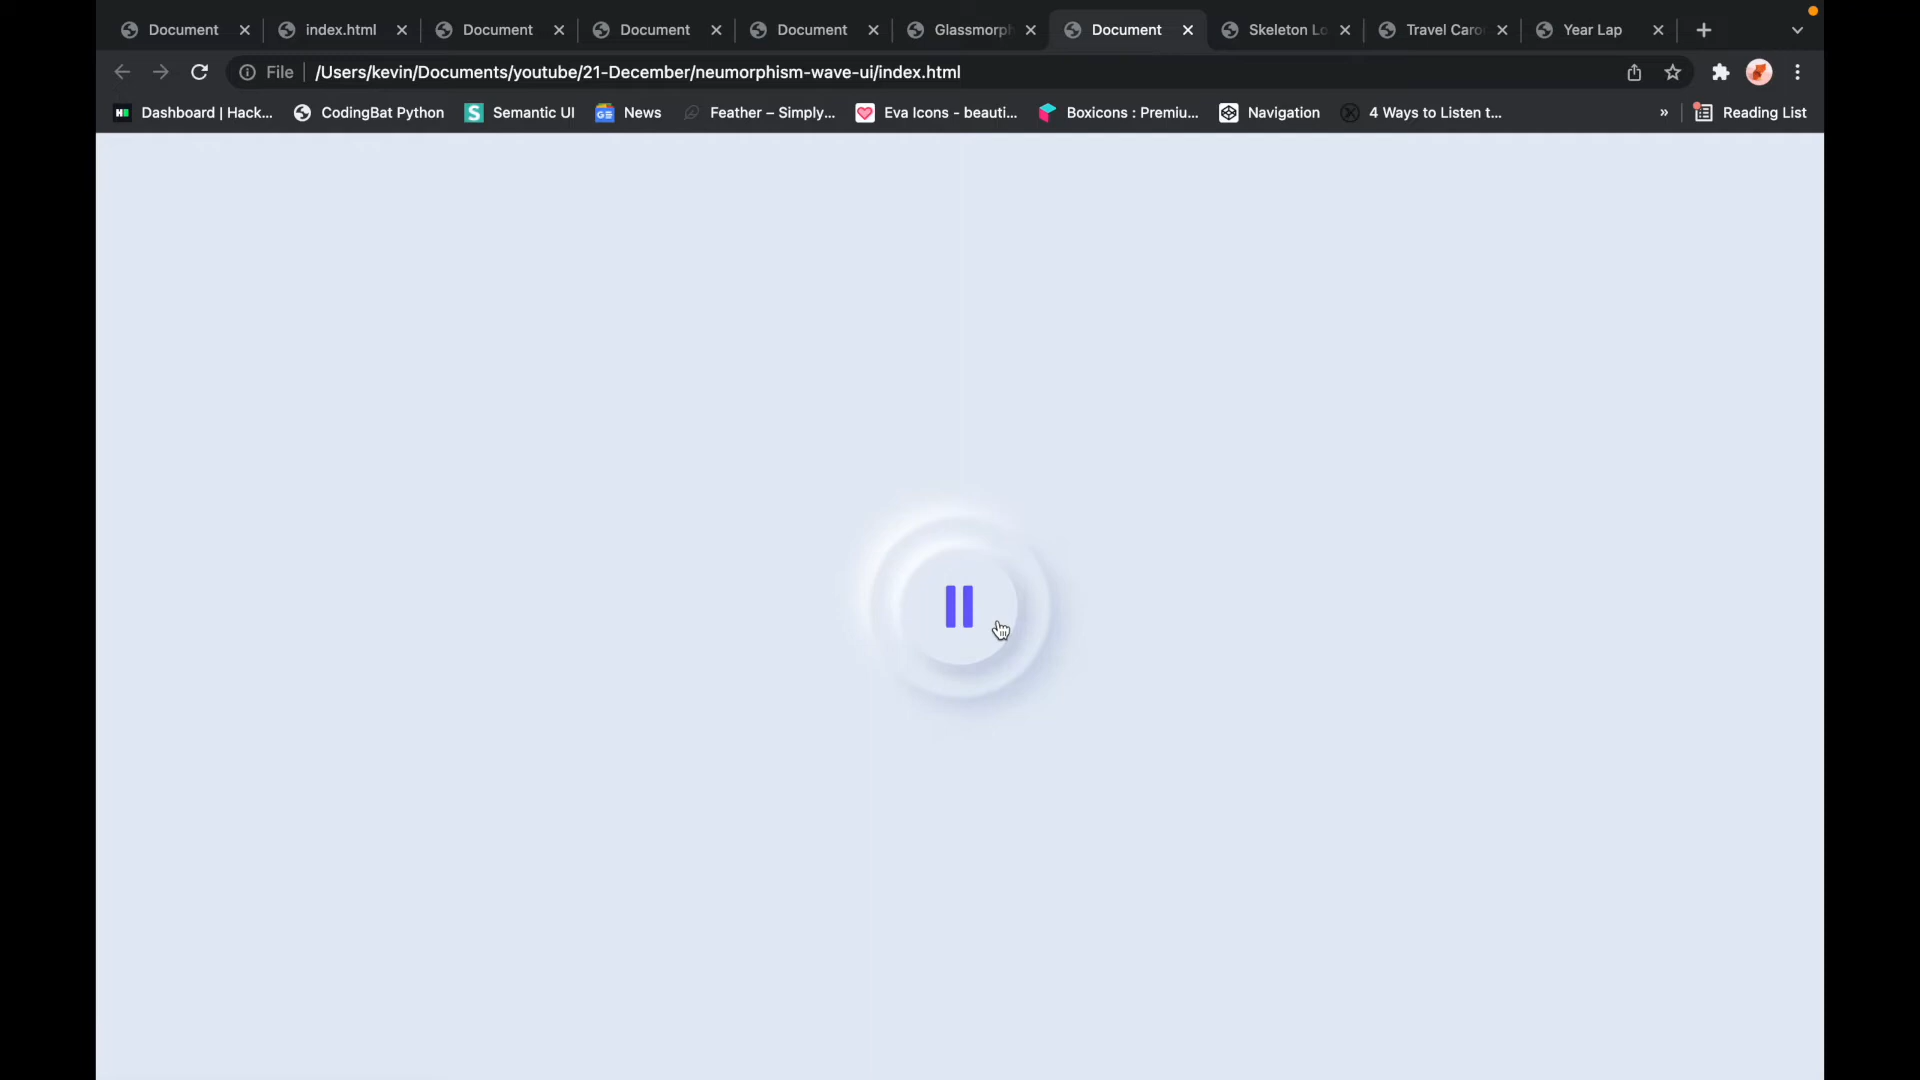 Document index.html Document Document Document Glassmorph Document Skeleton Lo Travel Caro Year Lap
File /Users/kevin/Documents/youtube/21-December/neumorphism-wave-ui/index.html
Dashboard | Hack... CodingBat Python Semantic UI GE News Feather – Simply... Eva Icons - beauti... Boxicons : Premiu... Navigation 4 Ways to Listen t... » Reading List